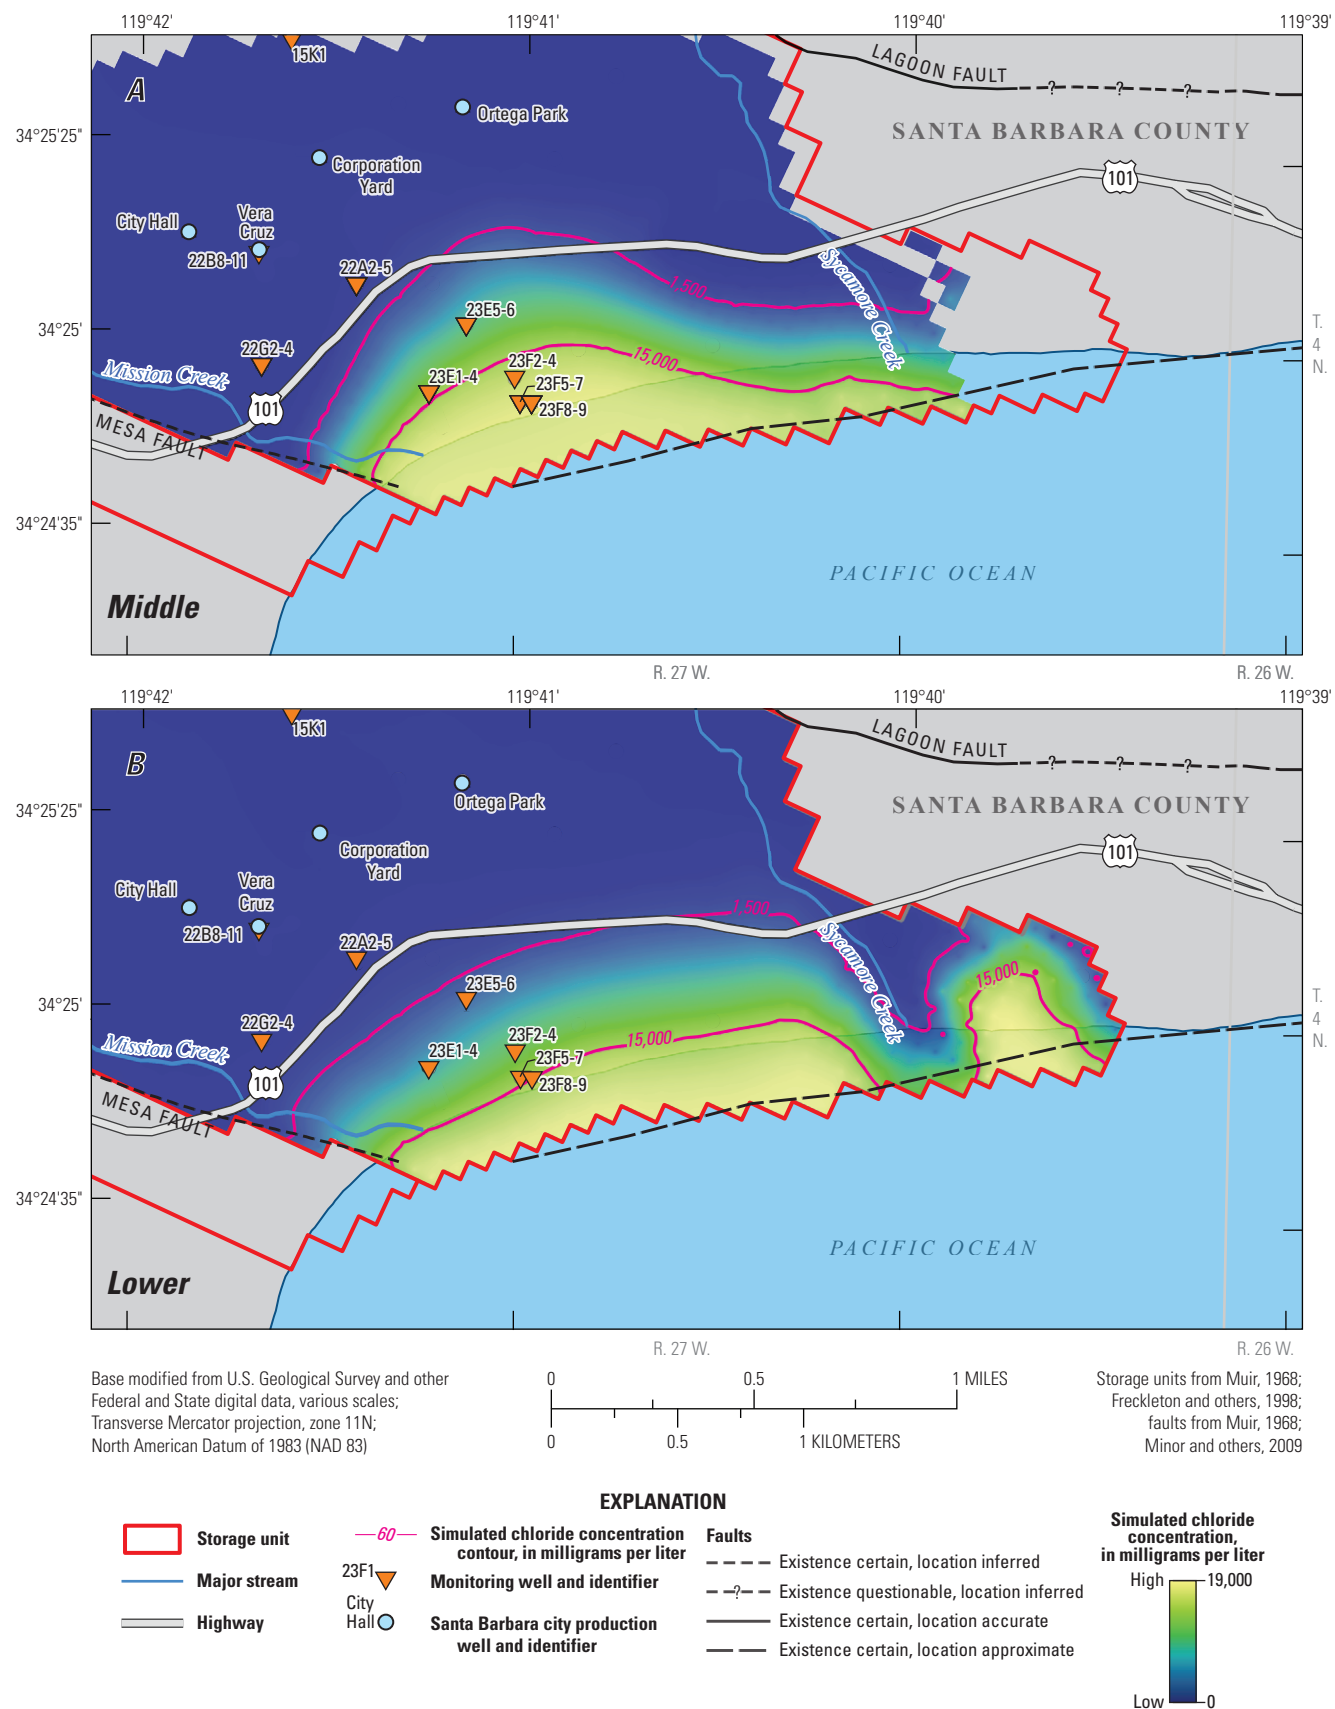 119°42'
119°41'
119°40'
119°39'
A
15K1
LAGOON FAULT
?
?
?
Ortega Park
34°25'25"
SANTA BARBARA COUNTY
Corporation
Yard
101
City Hall
Vera
Cruz
22B8-11
22A2-5
1,500
Sycamore Creek
23E5-6
34°25'
T.
4
N.
22G2-4
15,000
23F2-4
Mission Creek
23E1-4
23F5-7
23F8-9
101
MESA FAULT
34°24'35"
PACIFIC OCEAN
Middle
R. 27 W.
R. 26 W.
119°42'
119°41'
119°40'
119°39'
15K1
LAGOON FAULT
B
?
?
?
Ortega Park
34°25'25"
SANTA BARBARA COUNTY
Corporation
Yard
101
City Hall
Vera
Cruz
1,500
22B8-11
22A2-5
Sycamore Creek
23E5-6
15,000
34°25'
T.
4
N.
22G2-4
23F2-4
15,000
Mission Creek
23E1-4
23F5-7
23F8-9
101
MESA FAULT
34°24'35"
PACIFIC OCEAN
Lower
R. 27 W.
R. 26 W.
Base modified from U.S. Geological Survey and other
Federal and State digital data, various scales;
Transverse Mercator projection, zone 11N;
North American Datum of 1983 (NAD 83)
0 0.5 1 MILES
0 0.5 1 KILOMETERS
Storage units from Muir, 1968;
Freckleton and others, 1998;
faults from Muir, 1968;
Minor and others, 2009
EXPLANATION
Storage unit
Major stream
Highway
60
Simulated chloride concentration
contour, in milligrams per liter
23F1
Monitoring well and identifier
City
Hall
Santa Barbara city production
well and identifier
Faults
Existence certain, location inferred
?
Existence questionable, location inferred
Existence certain, location accurate
Existence certain, location approximate
Simulated chloride
concentration,
in milligrams per liter
High 19,000
Low 0